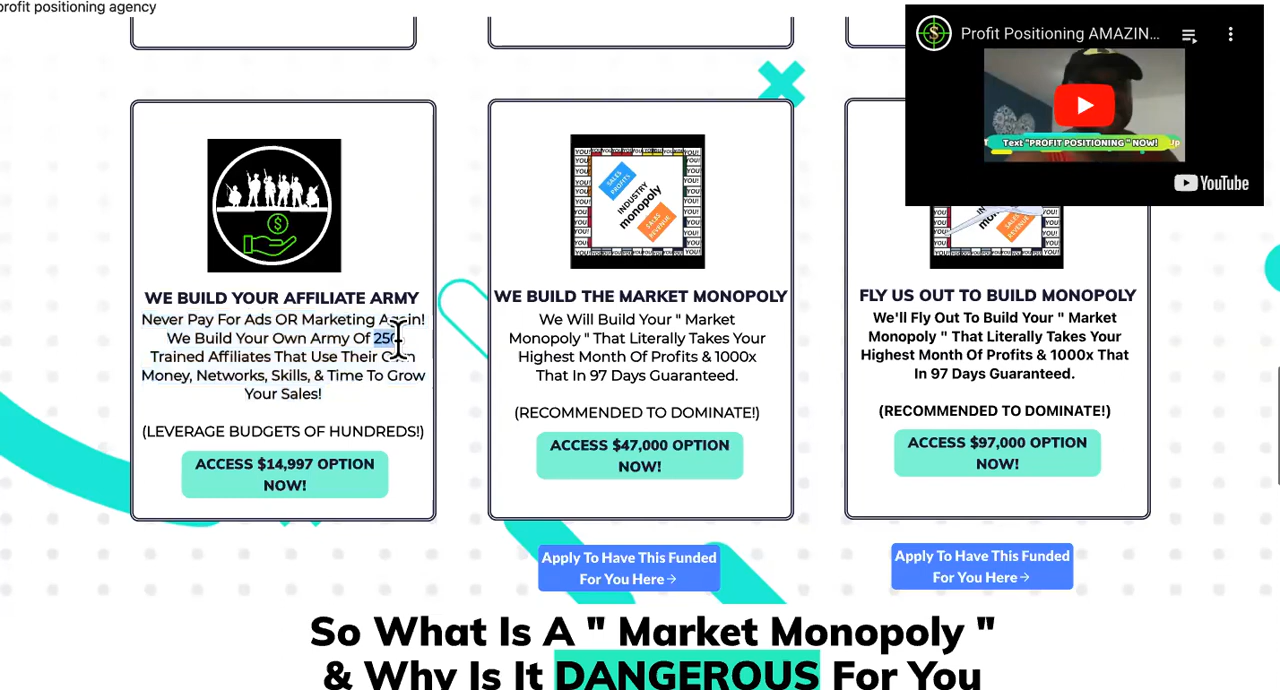 profit positioning agency
Profit Positioning AMAZIN...
Text "PROFIT POSITIONING" NOW!
YouTube
SALES PROFITS
INDUSTRY
monopoly
SALES REVENUE
SALES REVENUE
WE BUILD YOUR AFFILIATE ARMY
Never Pay For Ads OR Marketing Again!
We Build Your Own Army Of 250
Trained Affiliates That Use Their Own
Money, Networks, Skills, & Time To Grow
Your Sales!
(LEVERAGE BUDGETS OF HUNDREDS!)
ACCESS $14,997 OPTION
NOW!
WE BUILD THE MARKET MONOPOLY
We Will Build Your " Market
Monopoly " That Literally Takes Your
Highest Month Of Profits & 1000x
That In 97 Days Guaranteed.
(RECOMMENDED TO DOMINATE!)
ACCESS $47,000 OPTION
NOW!
Apply To Have This Funded
For You Here→
FLY US OUT TO BUILD MONOPOLY
We'll Fly Out To Build Your " Market
Monopoly " That Literally Takes Your
Highest Month Of Profits & 1000x That
In 97 Days Guaranteed.
(RECOMMENDED TO DOMINATE!)
ACCESS $97,000 OPTION
NOW!
Apply To Have This Funded
For You Here→
So What Is A " Market Monopoly "
& Why Is It DANGEROUS For You